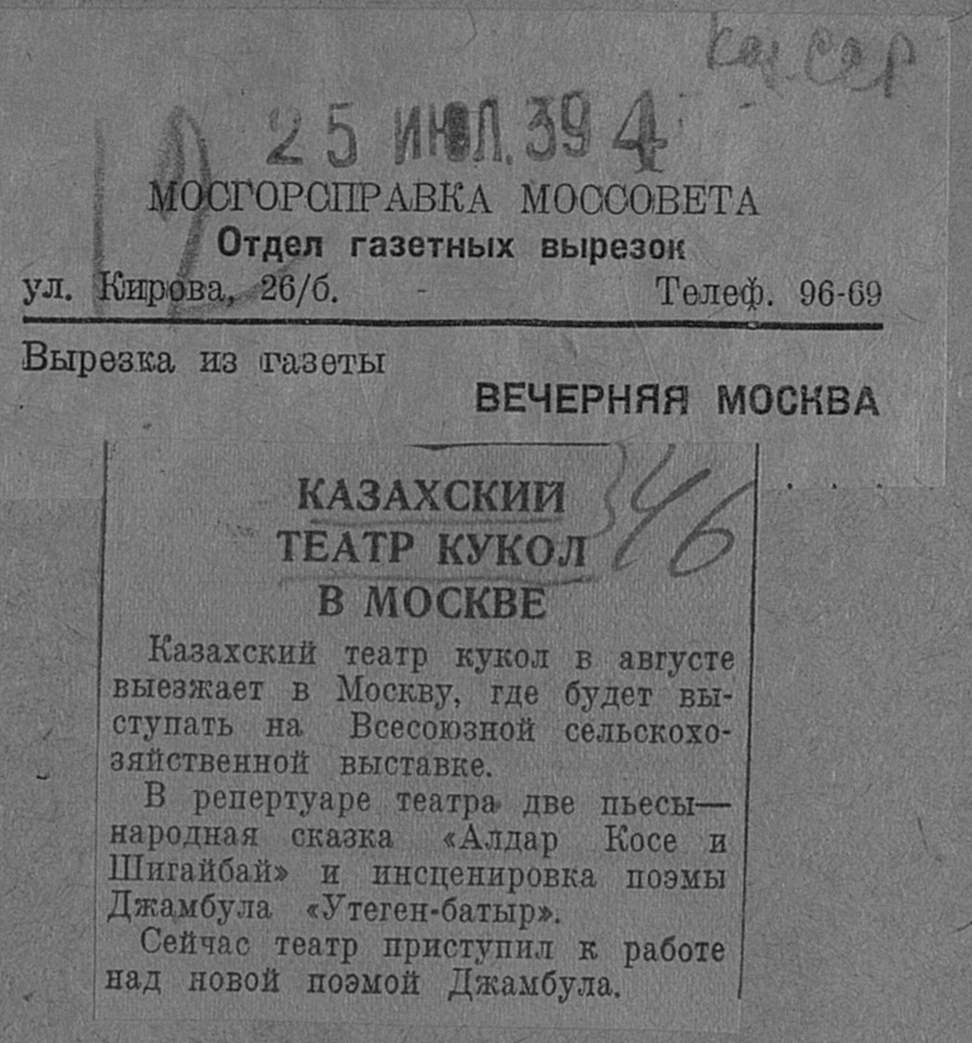 Каз. ССР
25 ИЮЛ. 39 4
12
МОСГОРСПРАВКА МОССОВЕТА
Отдел газетных вырезок
ул. Кирова, 26/б. Телеф. 96-69
Вырезка из газеты
ВЕЧЕРНЯЯ МОСКВА
КАЗАХСКИЙ
ТЕАТР КУКОЛ
В МОСКВЕ
346
Казахский театр кукол в августе
выезжает в Москву, где будет вы-
ступать на Всесоюзной сельскохо-
зяйственной выставке.
В репертуаре театра две пьесы—
народная сказка «Алдар Косе и
Шигайбай» и инсценировка поэмы
Джамбула «Утеген-батыр».
Сейчас театр приступил к работе
над новой поэмой Джамбула.